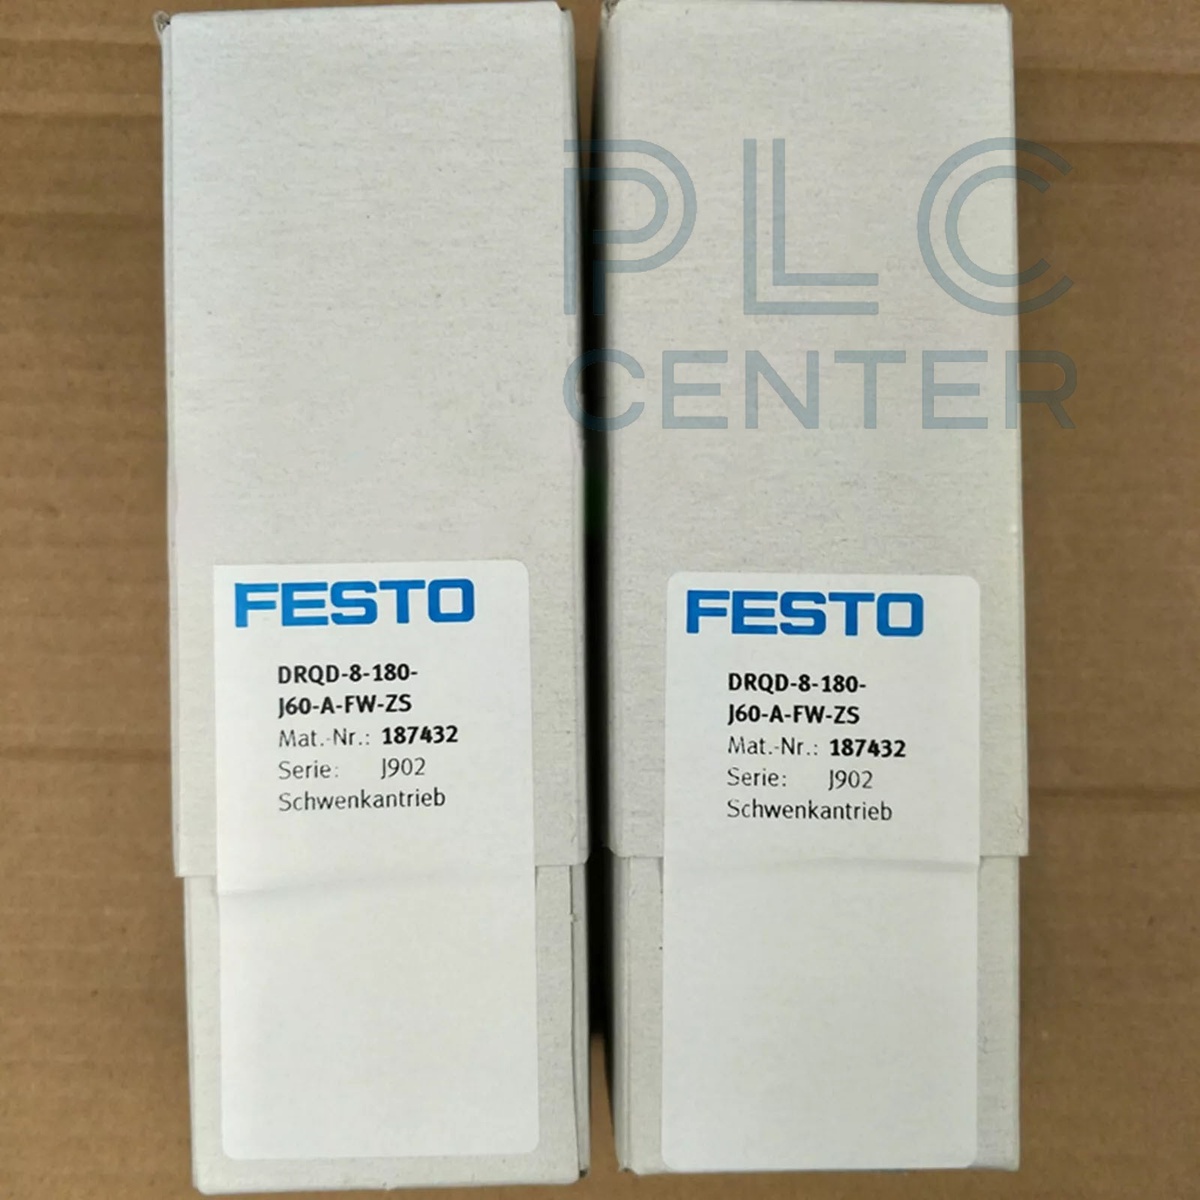 PLC
CENTER
FESTO
DRQD-8-180-
J60-A-FW-ZS
Mat.-Nr.: 187432
Serie: J902
Schwenkantrieb
FESTO
DRQD-8-180-
J60-A-FW-ZS
Mat.-Nr.: 187432
Serie: J902
Schwenkantrieb